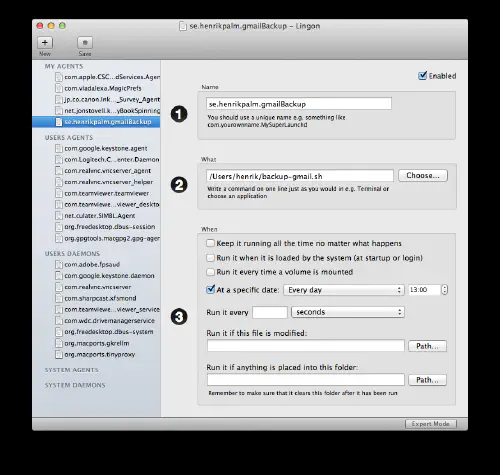 se.henrikpalm.gmailBackup – Lingon
New
Save
MY AGENTS
com.apple.CSC...dServices.Agen
com.vladalexa.MagicPrefs
jp.co.canon.Ink..._Survey_Agent
net.jonstovell.k...yBookSpinning
se.henrikpalm.gmailBackup
USERS AGENTS
com.google.keystone.agent
com.Logitech.C...enter.Daemon
com.realvnc.vncserver_agent
com.realvnc.vncserver_helper
com.teamviewer.teamviewer
com.teamviewe..._viewer_deskto
net.culater.SIMBL.Agent
org.freedesktop.dbus-session
org.gpgtools.macgpg2.gpg-agen
USERS DAEMONS
com.adobe.fpsaud
com.google.keystone.daemon
com.realvnc.vncserver
com.sharpcast.xfsmond
com.teamviewe..._viewer_service
com.wdc.drivemanagerservice
org.freedesktop.dbus-system
org.macports.gkrellm
org.macports.tinyproxy
SYSTEM AGENTS
SYSTEM DAEMONS
Enabled
Name
1
se.henrikpalm.gmailBackup
You should use a unique name e.g. something like
com.yourownname.MySuperLaunchd
What
2
/Users/henrik/backup-gmail.sh
Choose...
Write a command on one line just as you would in e.g. Terminal or
choose an application
When
Keep it running all the time no matter what happens
Run it when it is loaded by the system (at startup or login)
Run it every time a volume is mounted
At a specific date: Every day 13:00
3
Run it every seconds
Run it if this file is modified:
Path...
Run it if anything is placed into this folder:
Path...
Remember to make sure that it clears this folder after it has been run
Expert Mode